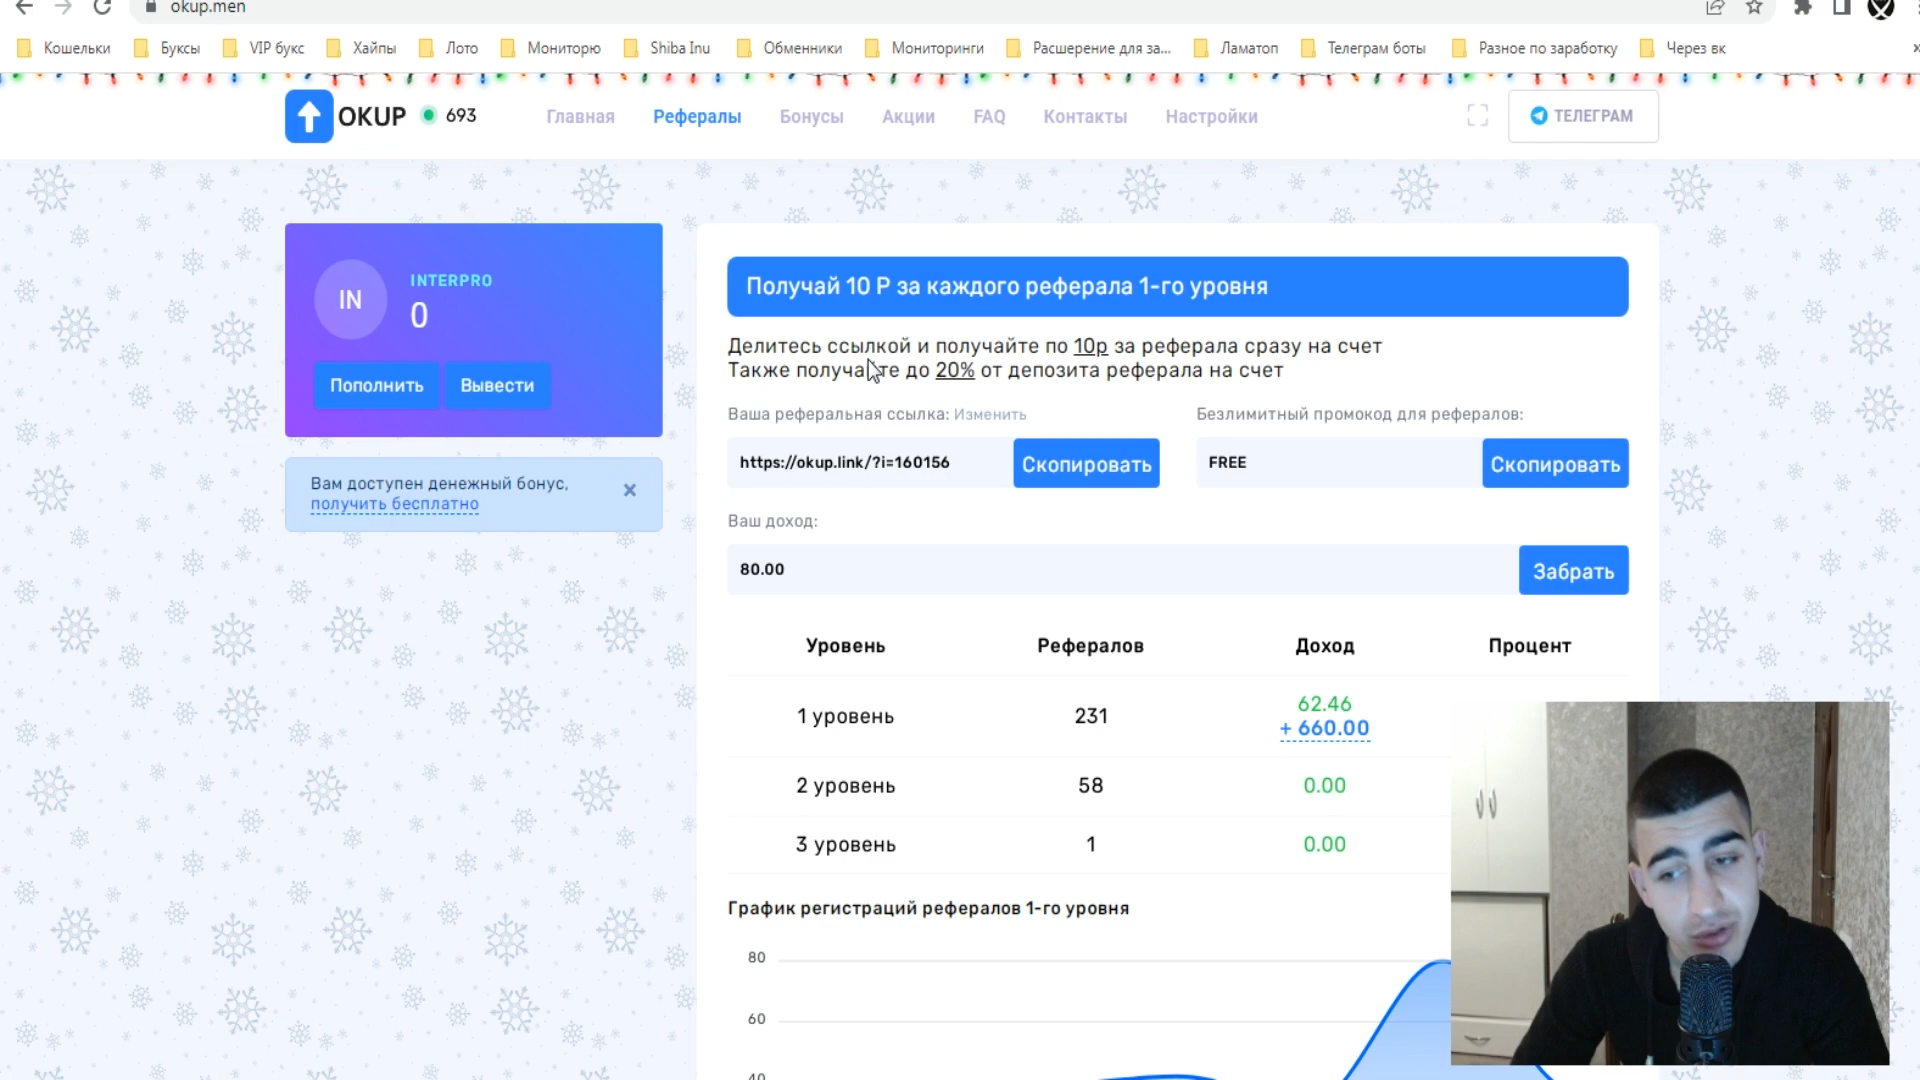 okup.men
Кошельки
Буксы
VIP букс
Хайпы
Лото
Мониторю
Shiba Inu
Обменники
Мониторинги
Расшерение для за...
Ламатоп
Телеграм боты
Разное по заработку
Через вк
OKUP
693
Главная
Рефералы
Бонусы
Акции
FAQ
Контакты
Настройки
ТЕЛЕГРАМ
IN
INTERPRO
0
Пополнить
Вывести
Вам доступен денежный бонус,
получить бесплатно
Получай 10 Р за каждого реферала 1-го уровня
Делитесь ссылкой и получайте по 10р за реферала сразу на счет
Также получайте до 20% от депозита реферала на счет
Ваша реферальная ссылка: Изменить
https://okup.link/?i=160156
Скопировать
Безлимитный промокод для рефералов:
FREE
Скопировать
Ваш доход:
80.00
Забрать
Уровень Рефералов Доход Процент
1 уровень 231 62.46
+ 660.00
2 уровень 58 0.00
3 уровень 1 0.00
График регистраций рефералов 1-го уровня
80
60
40